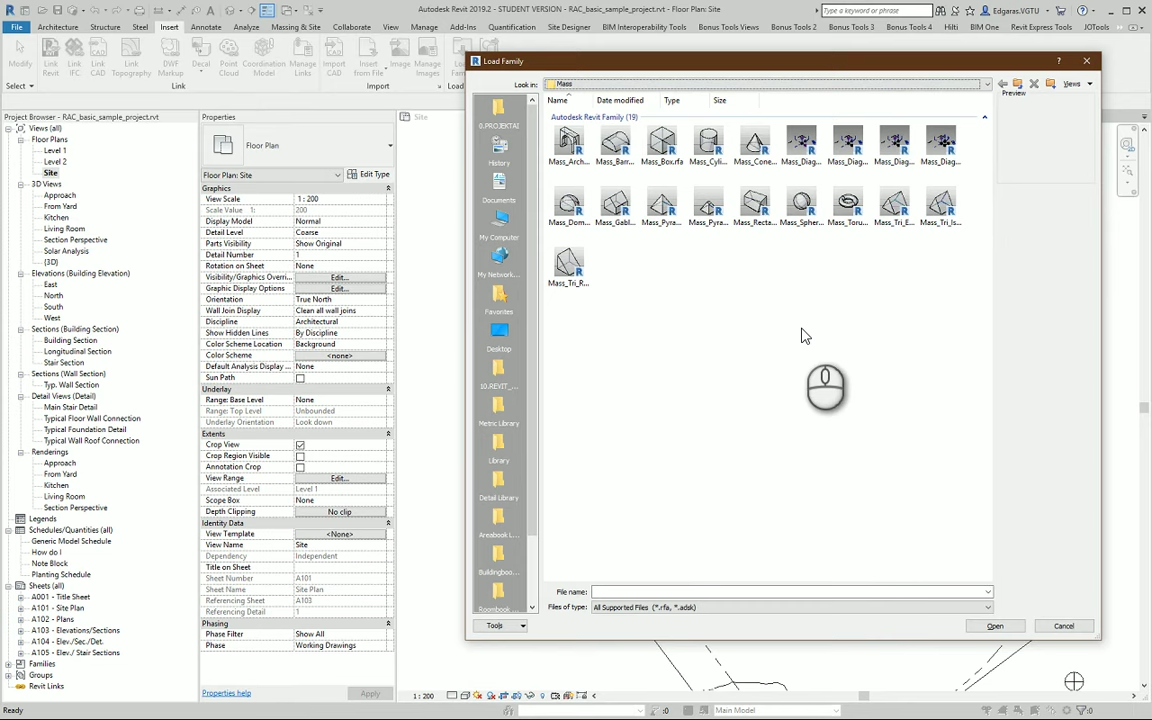 Autodesk Revit 2019.2 - STUDENT VERSION - RAC_basic_sample_project.rvt - Floor Plan: Site
Type a keyword or phrase
Edgaras.VGTU
File Architecture Structure Steel Systems Insert Annotate Analyze Massing & Site Collaborate View Manage Add-Ins Quantification Site Designer BIM Interoperability Tools Bonus Tools Views Bonus Tools 2 Bonus Tools 3 Bonus Tools 4 Hilti BIM One Revit Express Tools JOTools
Modify
Link Revit
Link IFC
Link CAD
Link Topography
DWF Markup
Decal
Point Cloud
Coordination Model
Manage Links
Import CAD
Insert from File
Image
Manage Images
Select
Link
Import
Project Browser - RAC_basic_sample_project.rvt
Views (all)
Floor Plans
Level 1
Level 2
Site
3D Views
Approach
From Yard
Kitchen
Living Room
Section Perspective
Solar Analysis
{3D}
Elevations (Building Elevation)
East
North
South
West
Sections (Building Section)
Building Section
Longitudinal Section
Stair Section
Sections (Wall Section)
Typ. Wall Section
Detail Views (Detail)
Main Stair Detail
Typical Floor Wall Connection
Typical Foundation Detail
Typical Wall Roof Connection
Renderings
Approach
From Yard
Kitchen
Living Room
Section Perspective
Legends
Schedules/Quantities (all)
Generic Model Schedule
How do I
Note Block
Planting Schedule
Sheets (all)
A001 - Title Sheet
A101 - Site Plan
A102 - Plans
A103 - Elevations/Sections
A104 - Elev./Sec./Det.
A105 - Elev./ Stair Sections
Families
Groups
Revit Links
Properties
Floor Plan
Floor Plan: Site
Edit Type
Graphics
View Scale 1 : 200
Scale Value 1: 200
Display Model Normal
Detail Level Coarse
Parts Visibility Show Original
Detail Number 1
Rotation on Sheet None
Visibility/Graphics Overri... Edit...
Graphic Display Options Edit...
Orientation True North
Wall Join Display Clean all wall joins
Discipline Architectural
Show Hidden Lines By Discipline
Color Scheme Location Background
Color Scheme <none>
Default Analysis Display ... None
Sun Path
Underlay
Range: Base Level None
Range: Top Level Unbounded
Underlay Orientation Look down
Extents
Crop View
Crop Region Visible
Annotation Crop
View Range Edit...
Associated Level Level 1
Scope Box None
Depth Clipping No clip
Identity Data
View Template <None>
View Name Site
Dependency Independent
Title on Sheet
Sheet Number A101
Sheet Name Site Plan
Referencing Sheet A103
Referencing Detail 1
Phasing
Phase Filter Show All
Phase Working Drawings
Properties help
Apply
Site
Load Family
Look in: Mass
Views
Preview
Name Date modified Type Size
Autodesk Revit Family (19)
Mass_Arch... Mass_Barr... Mass_Box.rfa Mass_Cyli... Mass_Cone... Mass_Diag... Mass_Diag... Mass_Diag... Mass_Diag...
Mass_Dom... Mass_Gabl... Mass_Pyra... Mass_Pyra... Mass_Recta... Mass_Spher... Mass_Toru... Mass_Tri_E... Mass_Tri_Is...
Mass_Tri_R...
0.PROJEKTAI
History
Documents
My Computer
My Network...
Favorites
Desktop
10.REVIT_...
Metric Library
Library
Detail Library
Areabook L...
Buildingboo...
Roombook ...
File name:
Files of type: All Supported Files (*.rfa, *.adsk)
Tools
Open
Cancel
1 : 200
Ready
:0
Main Model
:0